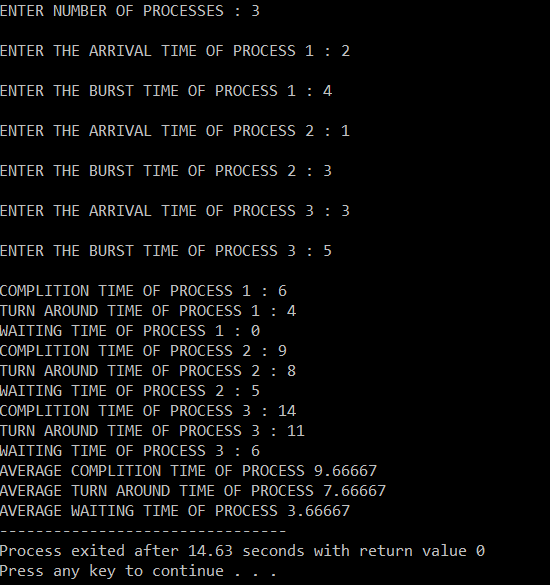 ENTER NUMBER OF PROCESSES : 3
ENTER THE ARRIVAL TIME OF PROCESS 1 : 2
ENTER THE BURST TIME OF PROCESS 1 : 4
ENTER THE ARRIVAL TIME OF PROCESS 2 : 1
ENTER THE BURST TIME OF PROCESS 2 : 3
ENTER THE ARRIVAL TIME OF PROCESS 3 : 3
ENTER THE BURST TIME OF PROCESS 3 : 5
COMPLITION TIME OF PROCESS 1 : 6
TURN AROUND TIME OF PROCESS 1 : 4
WAITING TIME OF PROCESS 1 : 0
COMPLITION TIME OF PROCESS 2 : 9
TURN AROUND TIME OF PROCESS 2 : 8
WAITING TIME OF PROCESS 2 : 5
COMPLITION TIME OF PROCESS 3 : 14
TURN AROUND TIME OF PROCESS 3 : 11
WAITING TIME OF PROCESS 3 : 6
AVERAGE COMPLITION TIME OF PROCESS 9.66667
AVERAGE TURN AROUND TIME OF PROCESS 7.66667
AVERAGE WAITING TIME OF PROCESS 3.66667
--------------------------------
Process exited after 14.63 seconds with return value 0
Press any key to continue . . .